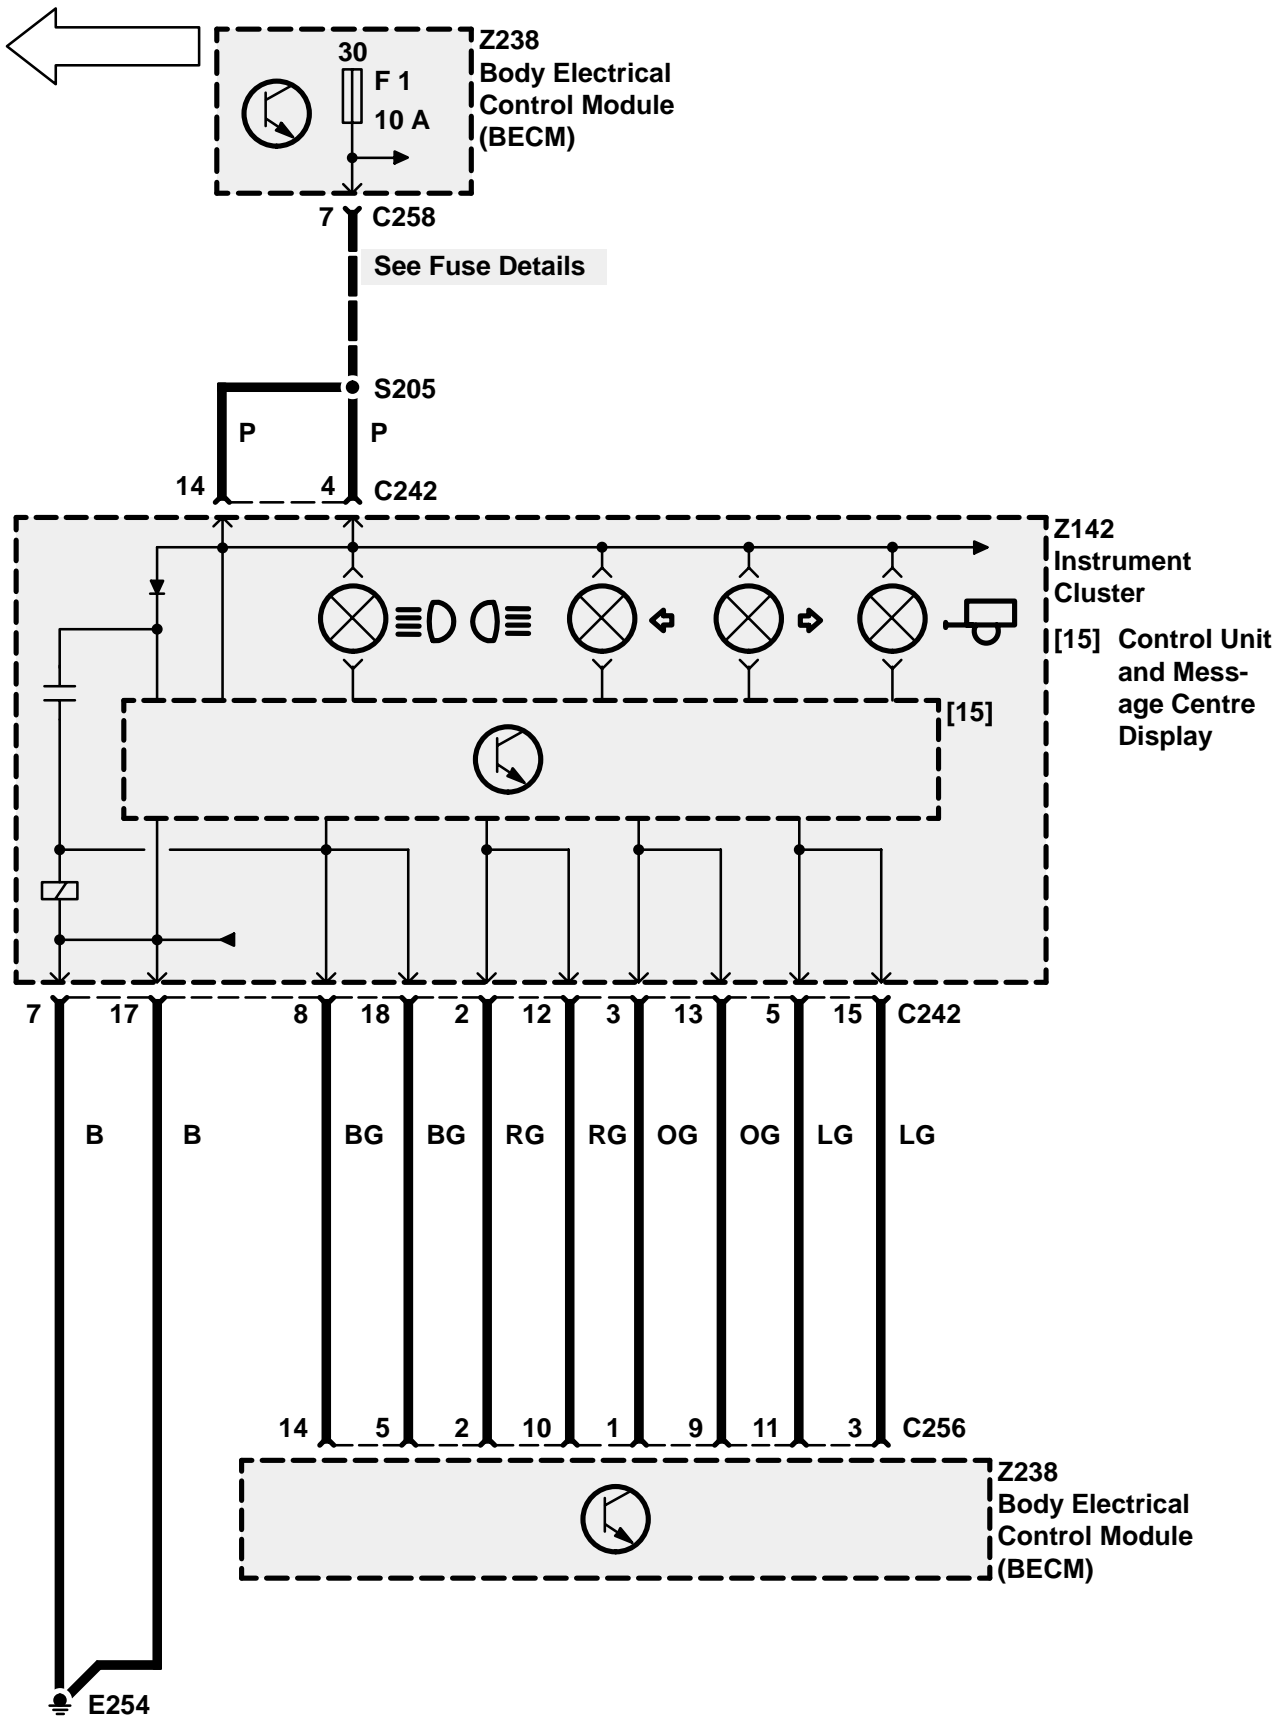 Z238
30
Body Electrical
F 1
Control Module
10 A
(BECM)
7 C258
See Fuse Details
S205
P P
14 4 C242
Z142
Instrument
Cluster
[15] Control Unit
and Mess-
age Centre
Display
[15]
7 17 8 18 2 12 3 13 5 15 C242
B B BG BG RG RG OG OG LG LG
14 5 2 10 1 9 11 3 C256
Z238
Body Electrical
Control Module
(BECM)
E254